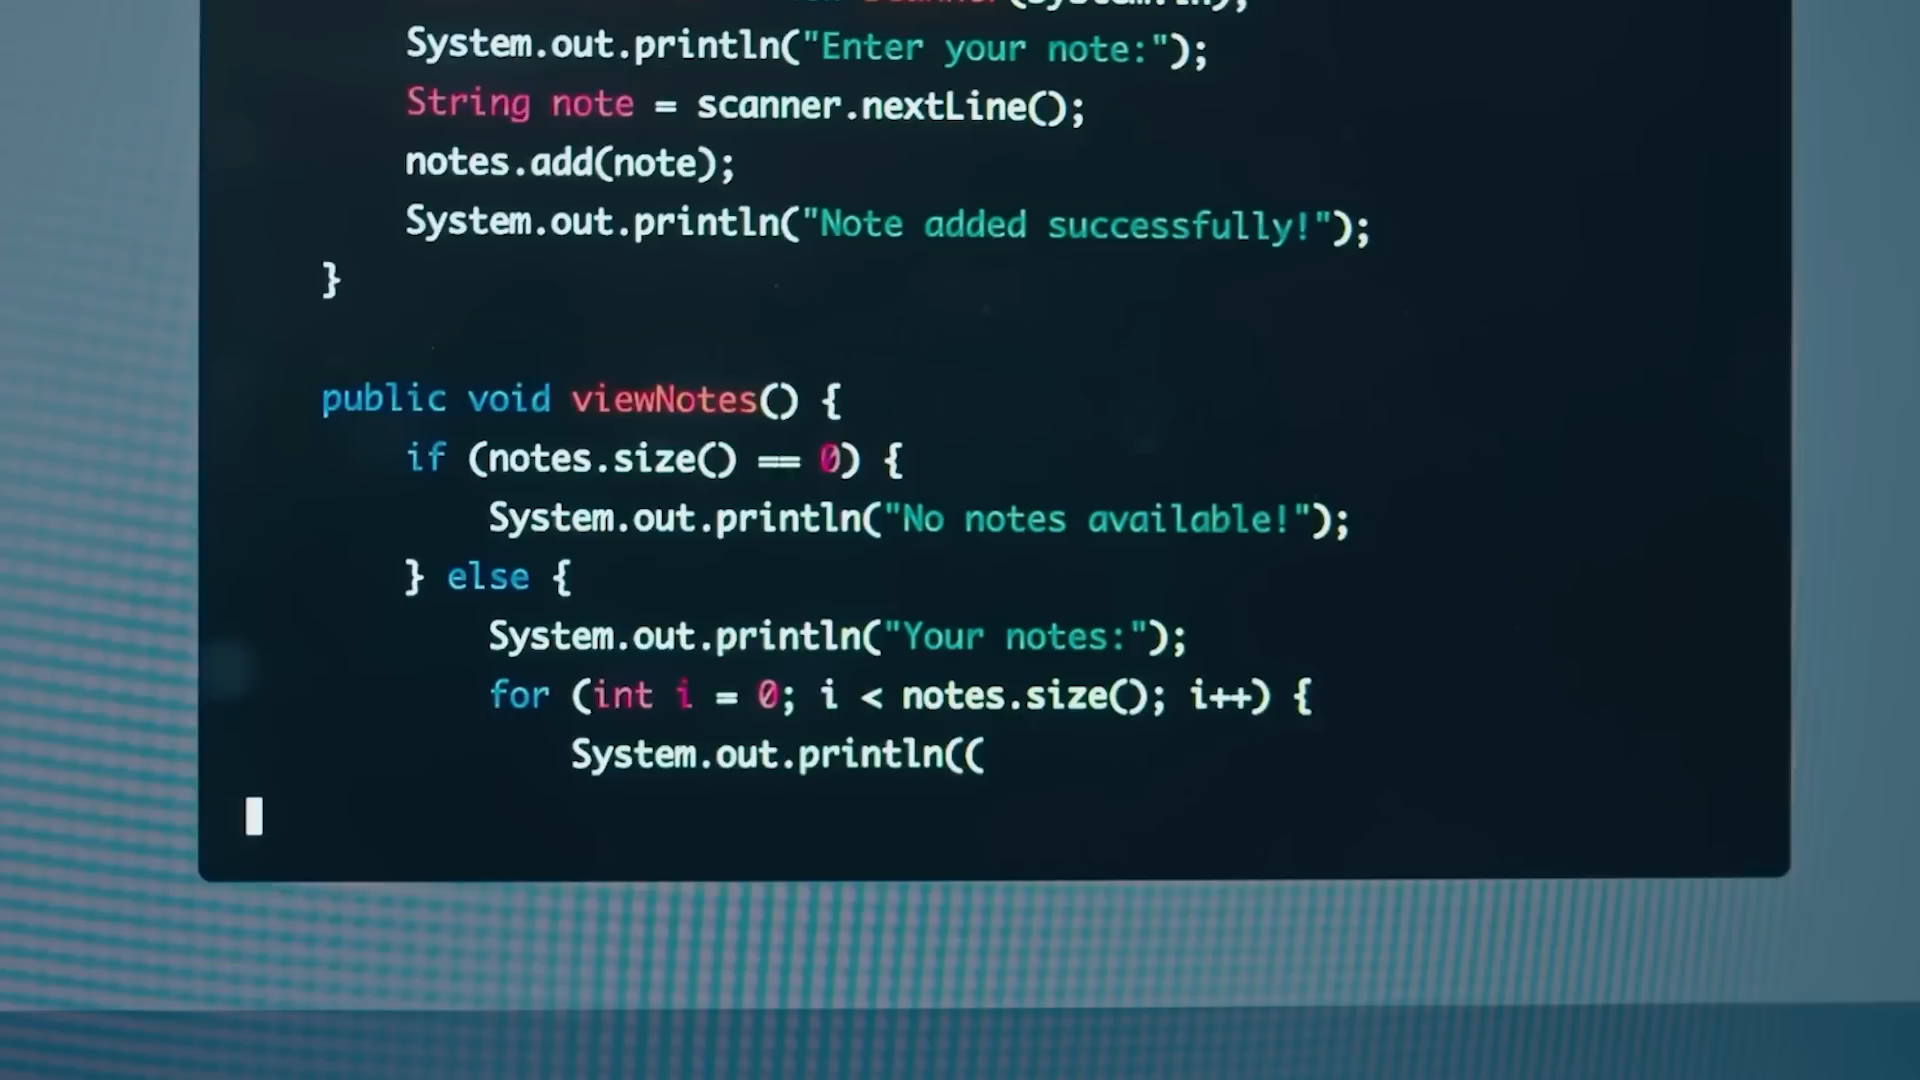 System.out.println("Enter your note:");
String note = scanner.nextLine();
notes.add(note);
System.out.println("Note added successfully!");
}
public void viewNotes() {
if (notes.size() == 0) {
System.out.println("No notes available!");
} else {
System.out.println("Your notes:");
for (int i = 0; i < notes.size(); i++) {
System.out.println((